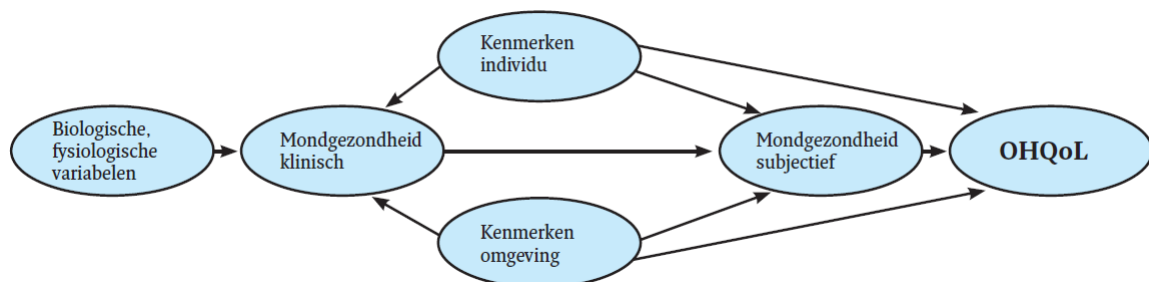 Kenmerken
individu
Biologische,
fysiologische
variabelen
Mondgezondheid
klinisch
Mondgezondheid
subjectief
OHQoL
Kenmerken
omgeving